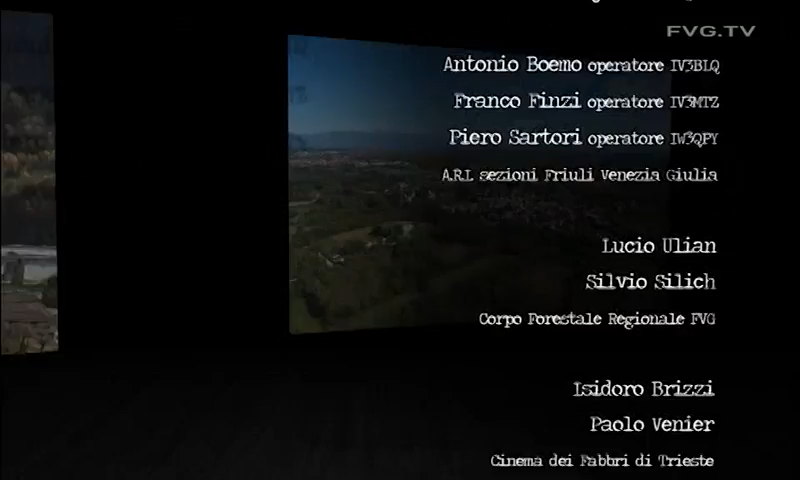 FVG.TV
Antonio Boemo operatore IV3BLQ
Franco Finzi operatore IV3MTZ
Piero Sartori operatore IW3QPY
A.R.I. sezioni Friuli Venezia Giulia
Lucio Ulian
Silvio Silich
Corpo Forestale Regionale FVG
Isidoro Brizzi
Paolo Venier
Cinema dei Fabbri di Trieste